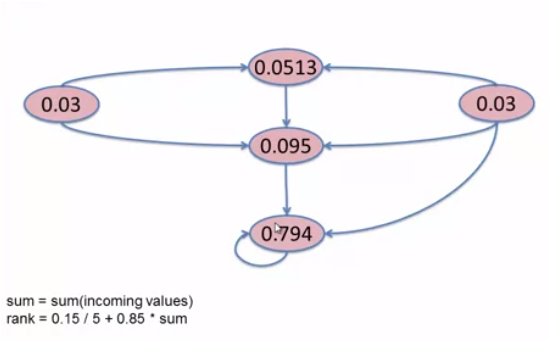 0.0513
0.03
0.03
0.095
0.794
sum = sum(incoming values)
rank = 0.15 / 5 + 0.85 * sum